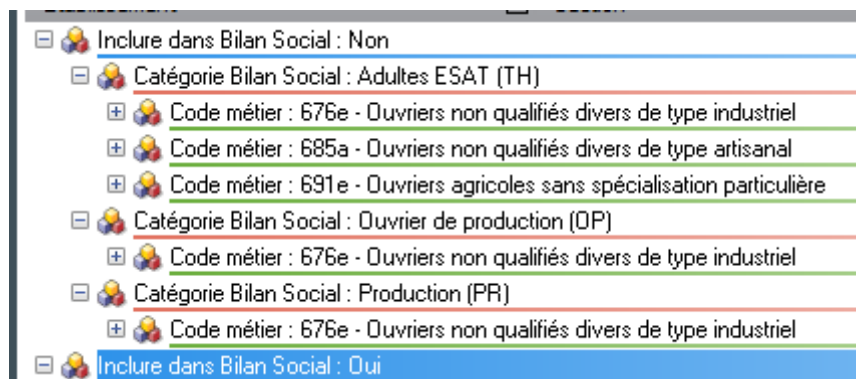 Inclure dans Bilan Social : Non
Catégorie Bilan Social : Adultes ESAT (TH)
Code métier : 676e - Ouvriers non qualifiés divers de type industriel
Code métier : 685a - Ouvriers non qualifiés divers de type artisanal
Code métier : 691e - Ouvriers agricoles sans spécialisation particulière
Catégorie Bilan Social : Ouvrier de production (OP)
Code métier : 676e - Ouvriers non qualifiés divers de type industriel
Catégorie Bilan Social : Production (PR)
Code métier : 676e - Ouvriers non qualifiés divers de type industriel
Inclure dans Bilan Social : Oui